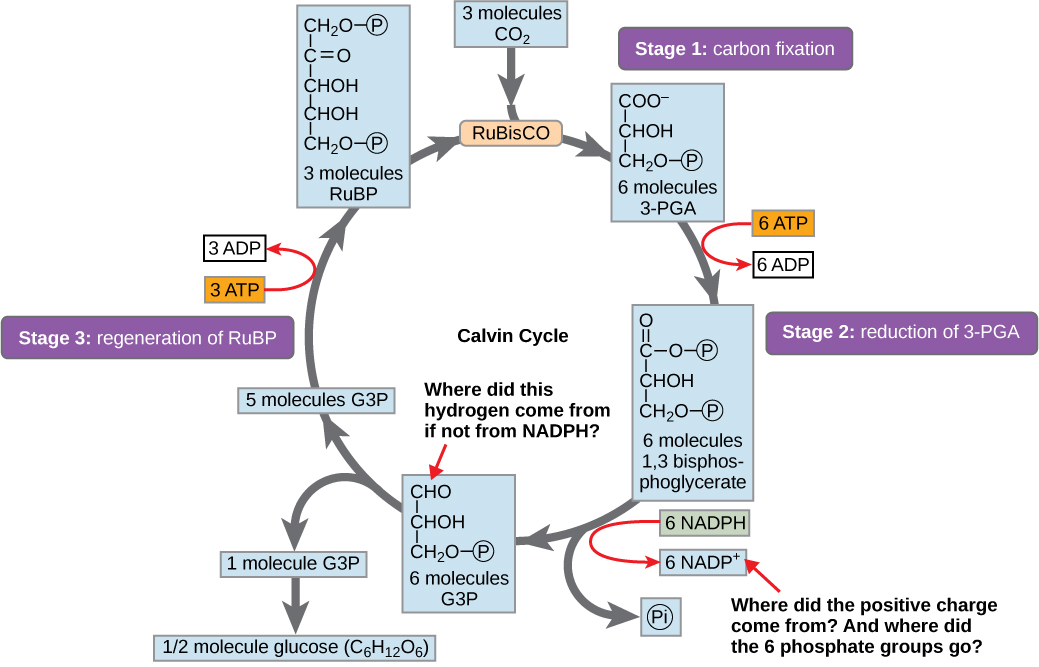 3 molecules
CO₂
Stage 1: carbon fixation
CH₂O–P
C=O
CHOH
CHOH
CH₂O–P
3 molecules
RuBP
RuBisCO
COO⁻
CHOH
CH₂O–P
6 molecules
3-PGA
6 ATP
6 ADP
3 ADP
3 ATP
Stage 3: regeneration of RuBP
Stage 2: reduction of 3-PGA
Calvin Cycle
O
C–O–P
CHOH
CH₂O–P
6 molecules
1,3 bisphos-
phoglycerate
5 molecules G3P
Where did this
hydrogen come from
if not from NADPH?
CHO
CHOH
CH₂O–P
6 molecules
G3P
6 NADPH
6 NADP⁺
Pi
Where did the positive charge
come from? And where did
the 6 phosphate groups go?
1 molecule G3P
1/2 molecule glucose (C₆H₁₂O₆)